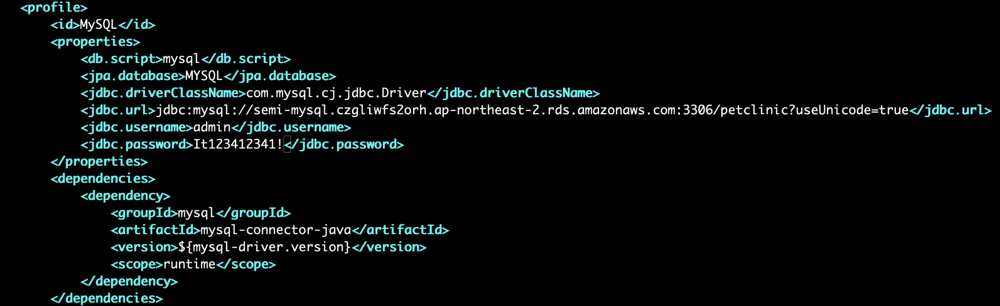 <profile>
<id>MySQL</id>
<properties>
<db.script>mysql</db.script>
<jpa.database>MYSQL</jpa.database>
<jdbc.driverClassName>com.mysql.cj.jdbc.Driver</jdbc.driverClassName>
<jdbc.url>jdbc:mysql://semi-mysql.czgliwfs2orh.ap-northeast-2.rds.amazonaws.com:3306/petclinic?useUnicode=true</jdbc.url>
<jdbc.username>admin</jdbc.username>
<jdbc.password>It123412341!</jdbc.password>
</properties>
<dependencies>
<dependency>
<groupId>mysql</groupId>
<artifactId>mysql-connector-java</artifactId>
<version>${mysql-driver.version}</version>
<scope>runtime</scope>
</dependency>
</dependencies>